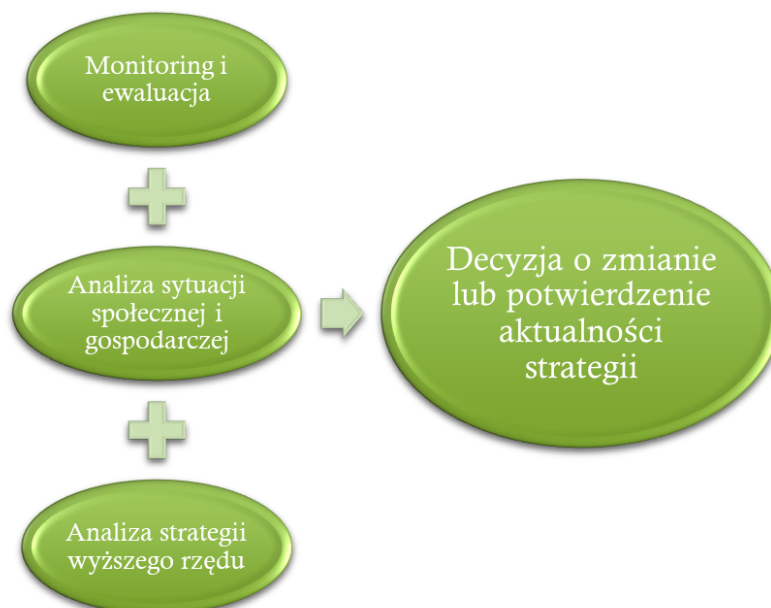 Monitoring i
ewaluacja
Analiza sytuacji
społecznej i
gospodarczej
Analiza strategii
wyższego rzędu
Decyzja o zmianie
lub potwierdzenie
aktualności
strategii